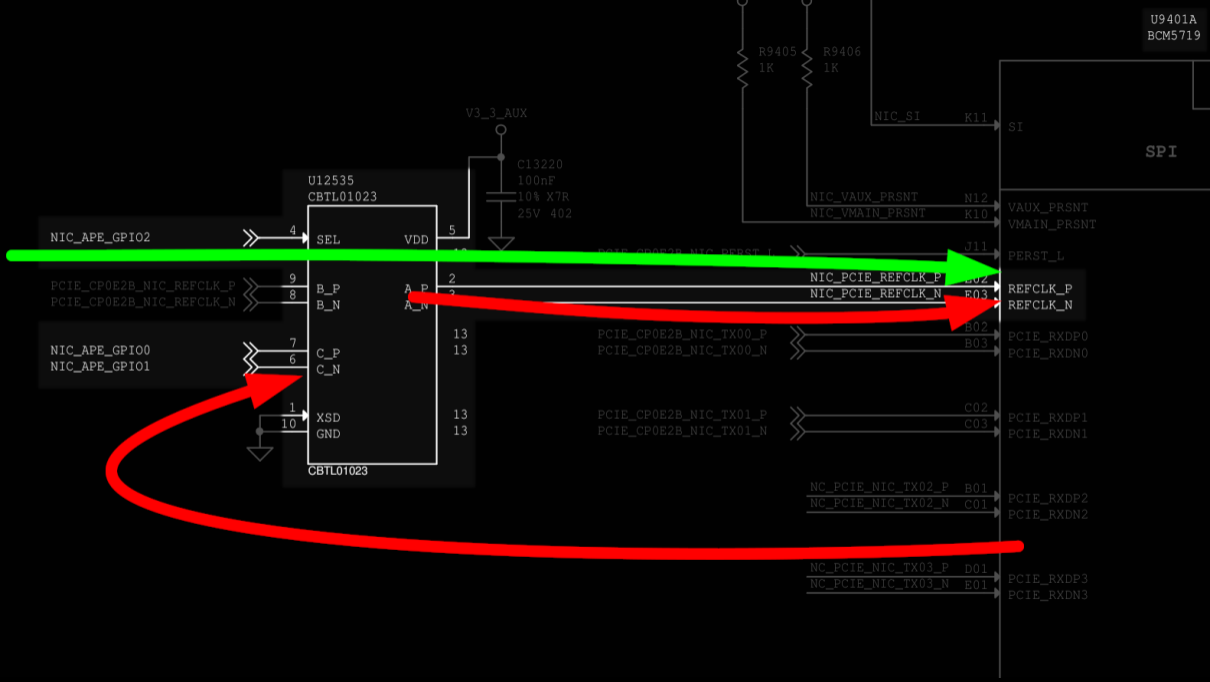 U9401A
BCM5719
R9405
1K
R9406
1K
V3_3_AUX
NIC_SI
K11
SI
SPI
C13220
100nF
10% X7R
25V 402
U12535
CBTL01023
NIC_VAUX_PRSNT
N12
VAUX_PRSNT
NIC_VMAIN_PRSNT
K10
VMAIN_PRSNT
NIC_APE_GPIO2
4
SEL
VDD
5
PCIE_CP0E2B_NIC_PERST_L
J11
PERST_L
PCIE_CP0E2B_NIC_REFCLK_P
9
B_P
A_P
2
NIC_PCIE_REFCLK_P
E02
REFCLK_P
PCIE_CP0E2B_NIC_REFCLK_N
8
B_N
A_N
3
NIC_PCIE_REFCLK_N
E03
REFCLK_N
13
PCIE_CP0E2B_NIC_TX00_P
B02
PCIE_RXDP0
NIC_APE_GPIO0
7
C_P
13
PCIE_CP0E2B_NIC_TX00_N
B03
PCIE_RXDN0
NIC_APE_GPIO1
6
C_N
1
XSD
13
PCIE_CP0E2B_NIC_TX01_P
C02
PCIE_RXDP1
10
GND
13
PCIE_CP0E2B_NIC_TX01_N
C03
PCIE_RXDN1
CBTL01023
NC_PCIE_NIC_TX02_P
B01
PCIE_RXDP2
NC_PCIE_NIC_TX02_N
C01
PCIE_RXDN2
NC_PCIE_NIC_TX03_P
D01
PCIE_RXDP3
NC_PCIE_NIC_TX03_N
E01
PCIE_RXDN3